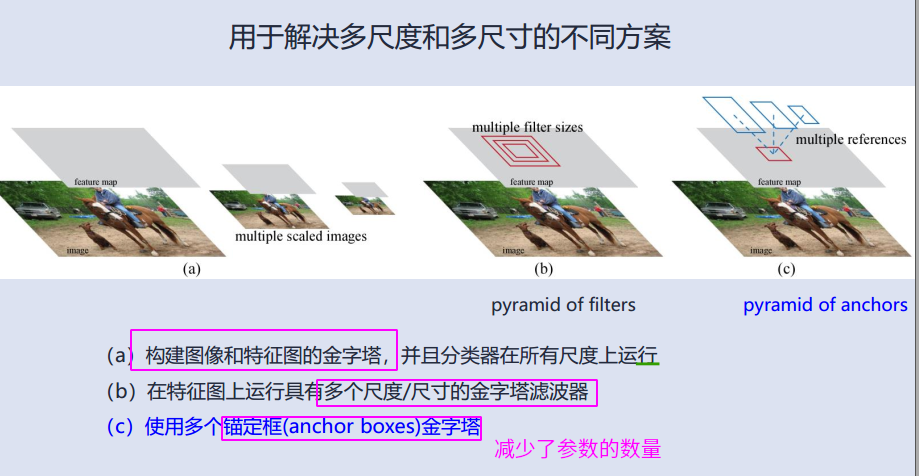 用于解决多尺度和多尺寸的不同方案
multiple filter sizes
multiple references
feature map
feature map
feature map
multiple scaled images
image
image
image
(a)
(b)
(c)
pyramid of filters
pyramid of anchors
（a）构建图像和特征图的金字塔，并且分类器在所有尺度上运行
（b）在特征图上运行具有多个尺度/尺寸的金字塔滤波器
（c）使用多个锚定框(anchor boxes)金字塔
减少了参数的数量